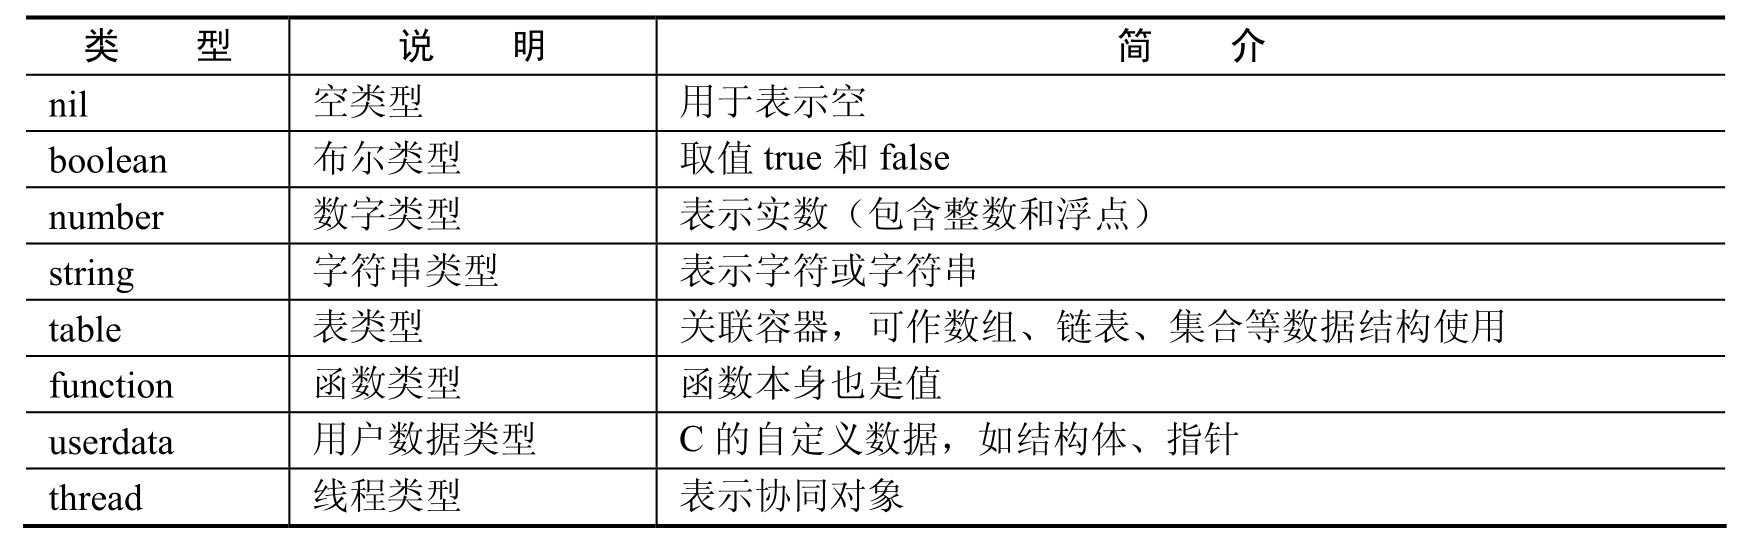 类 型 说 明 简 介
nil 空类型 用于表示空
boolean 布尔类型 取值 true 和 false
number 数字类型 表示实数（包含整数和浮点）
string 字符串类型 表示字符或字符串
table 表类型 关联容器，可作数组、链表、集合等数据结构使用
function 函数类型 函数本身也是值
userdata 用户数据类型 C 的自定义数据，如结构体、指针
thread 线程类型 表示协同对象